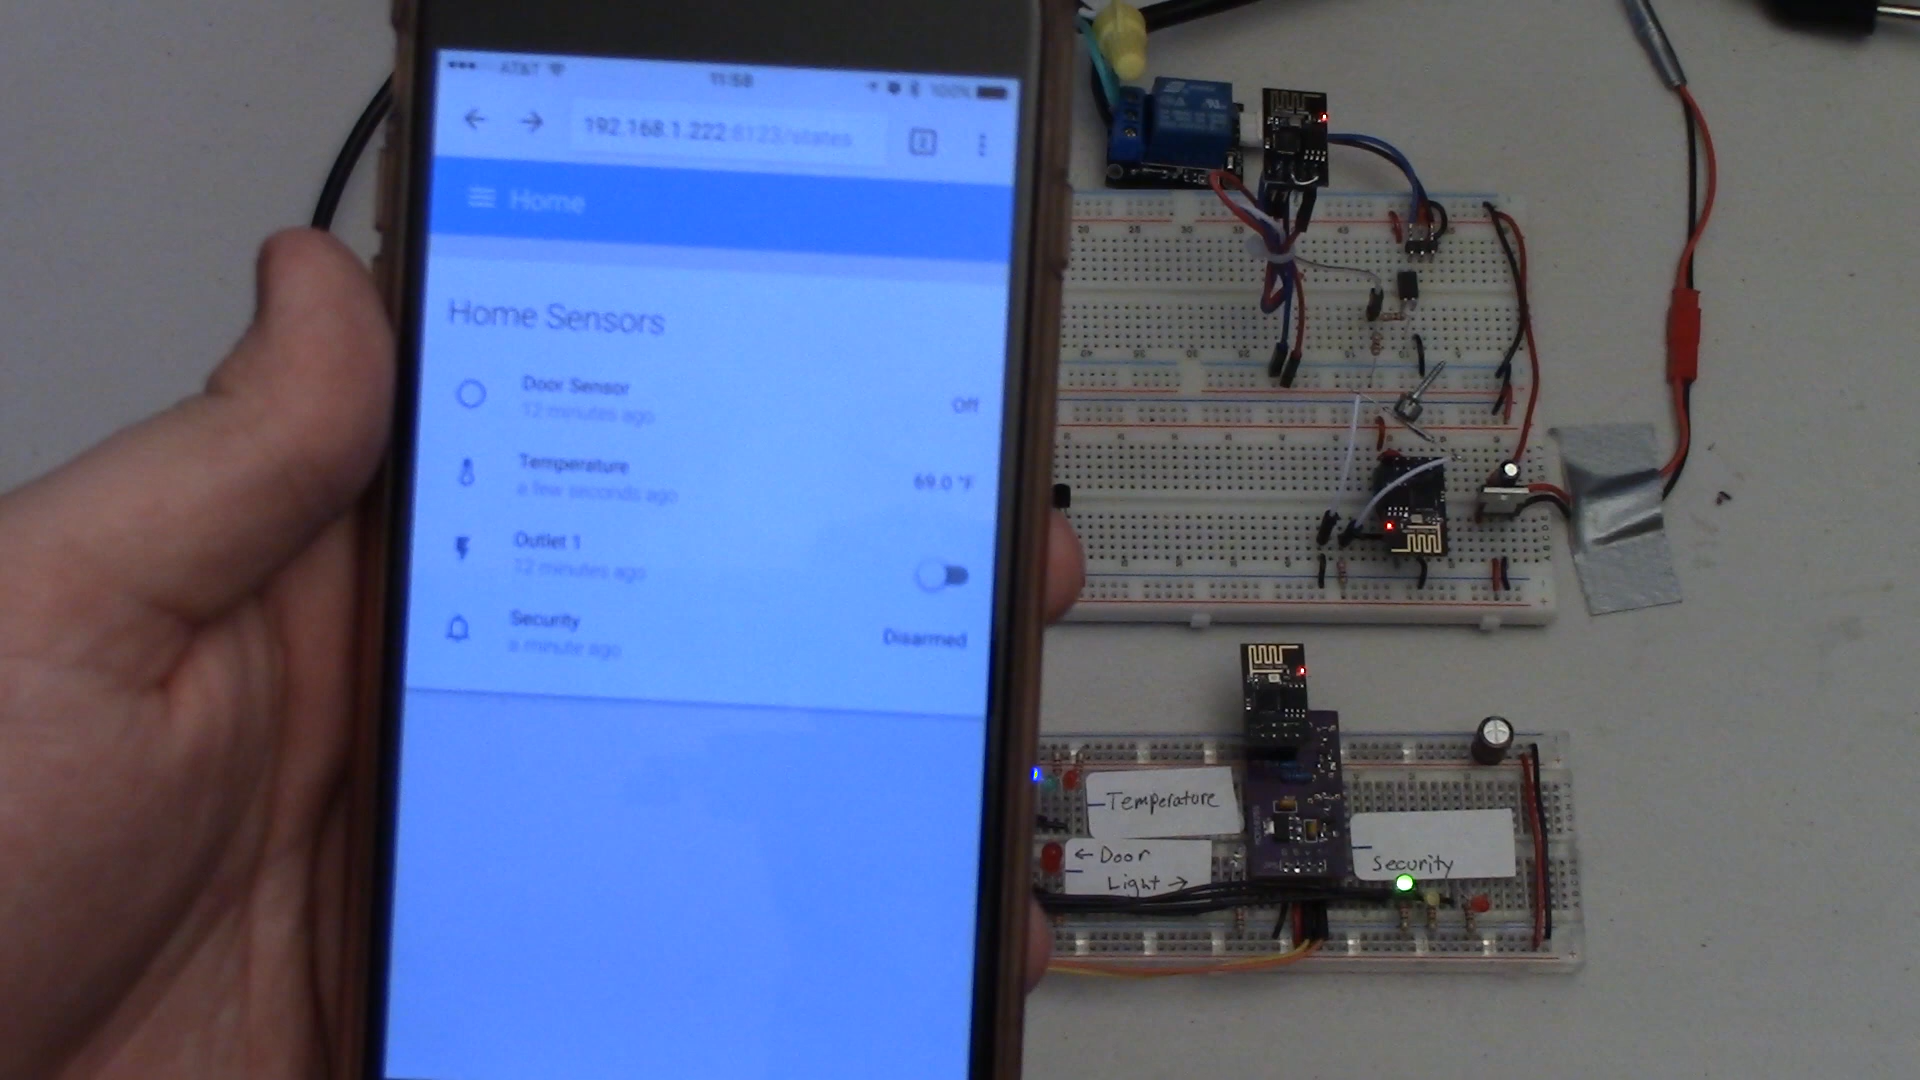 AT&T 11:58 100%
192.168.1.222:8123/states 2
Home
Home Sensors
Door Sensor
12 minutes ago
Off
Temperature
a few seconds ago
69.0 °F
Outlet 1
12 minutes ago
Security
a minute ago
Disarmed
Temperature
← Door
Light →
Security